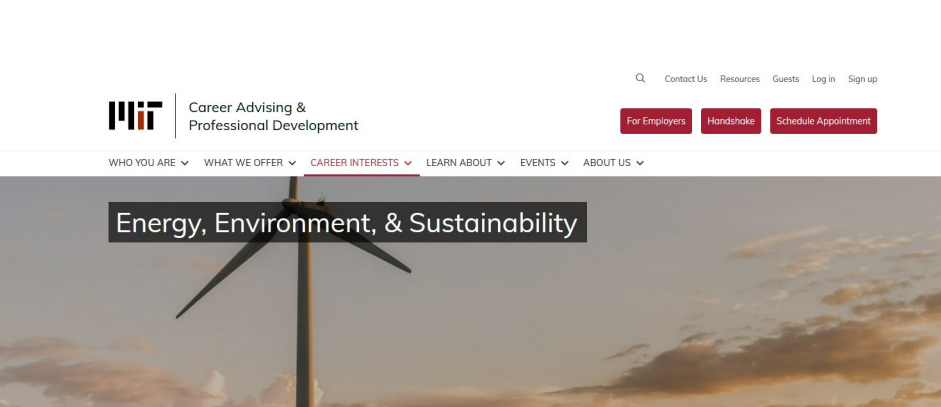 Contact Us Resources Guests Log in Sign up
MIT
Career Advising &
Professional Development
For Employers Handshake Schedule Appointment
WHO YOU ARE WHAT WE OFFER CAREER INTERESTS LEARN ABOUT EVENTS ABOUT US
Energy, Environment, & Sustainability